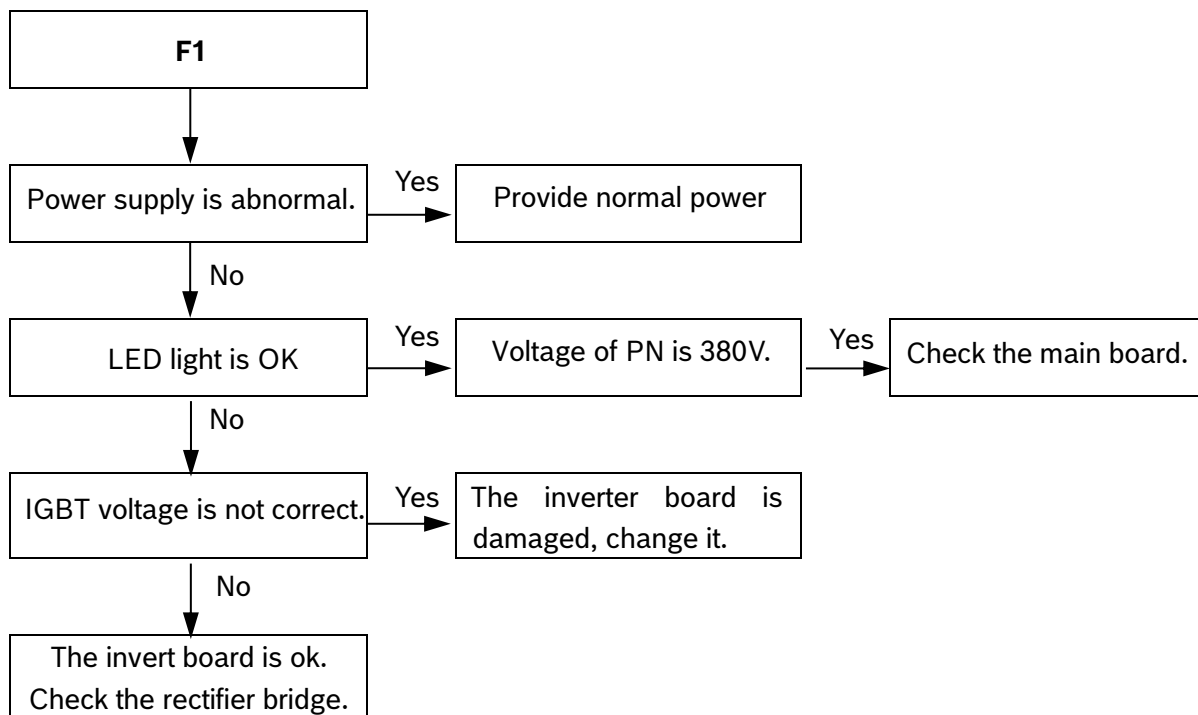 F1
Power supply is abnormal.
Yes
Provide normal power
No
LED light is OK
Yes
Voltage of PN is 380V.
Yes
Check the main board.
No
IGBT voltage is not correct.
Yes
The inverter board is
damaged, change it.
No
The invert board is ok.
Check the rectifier bridge.